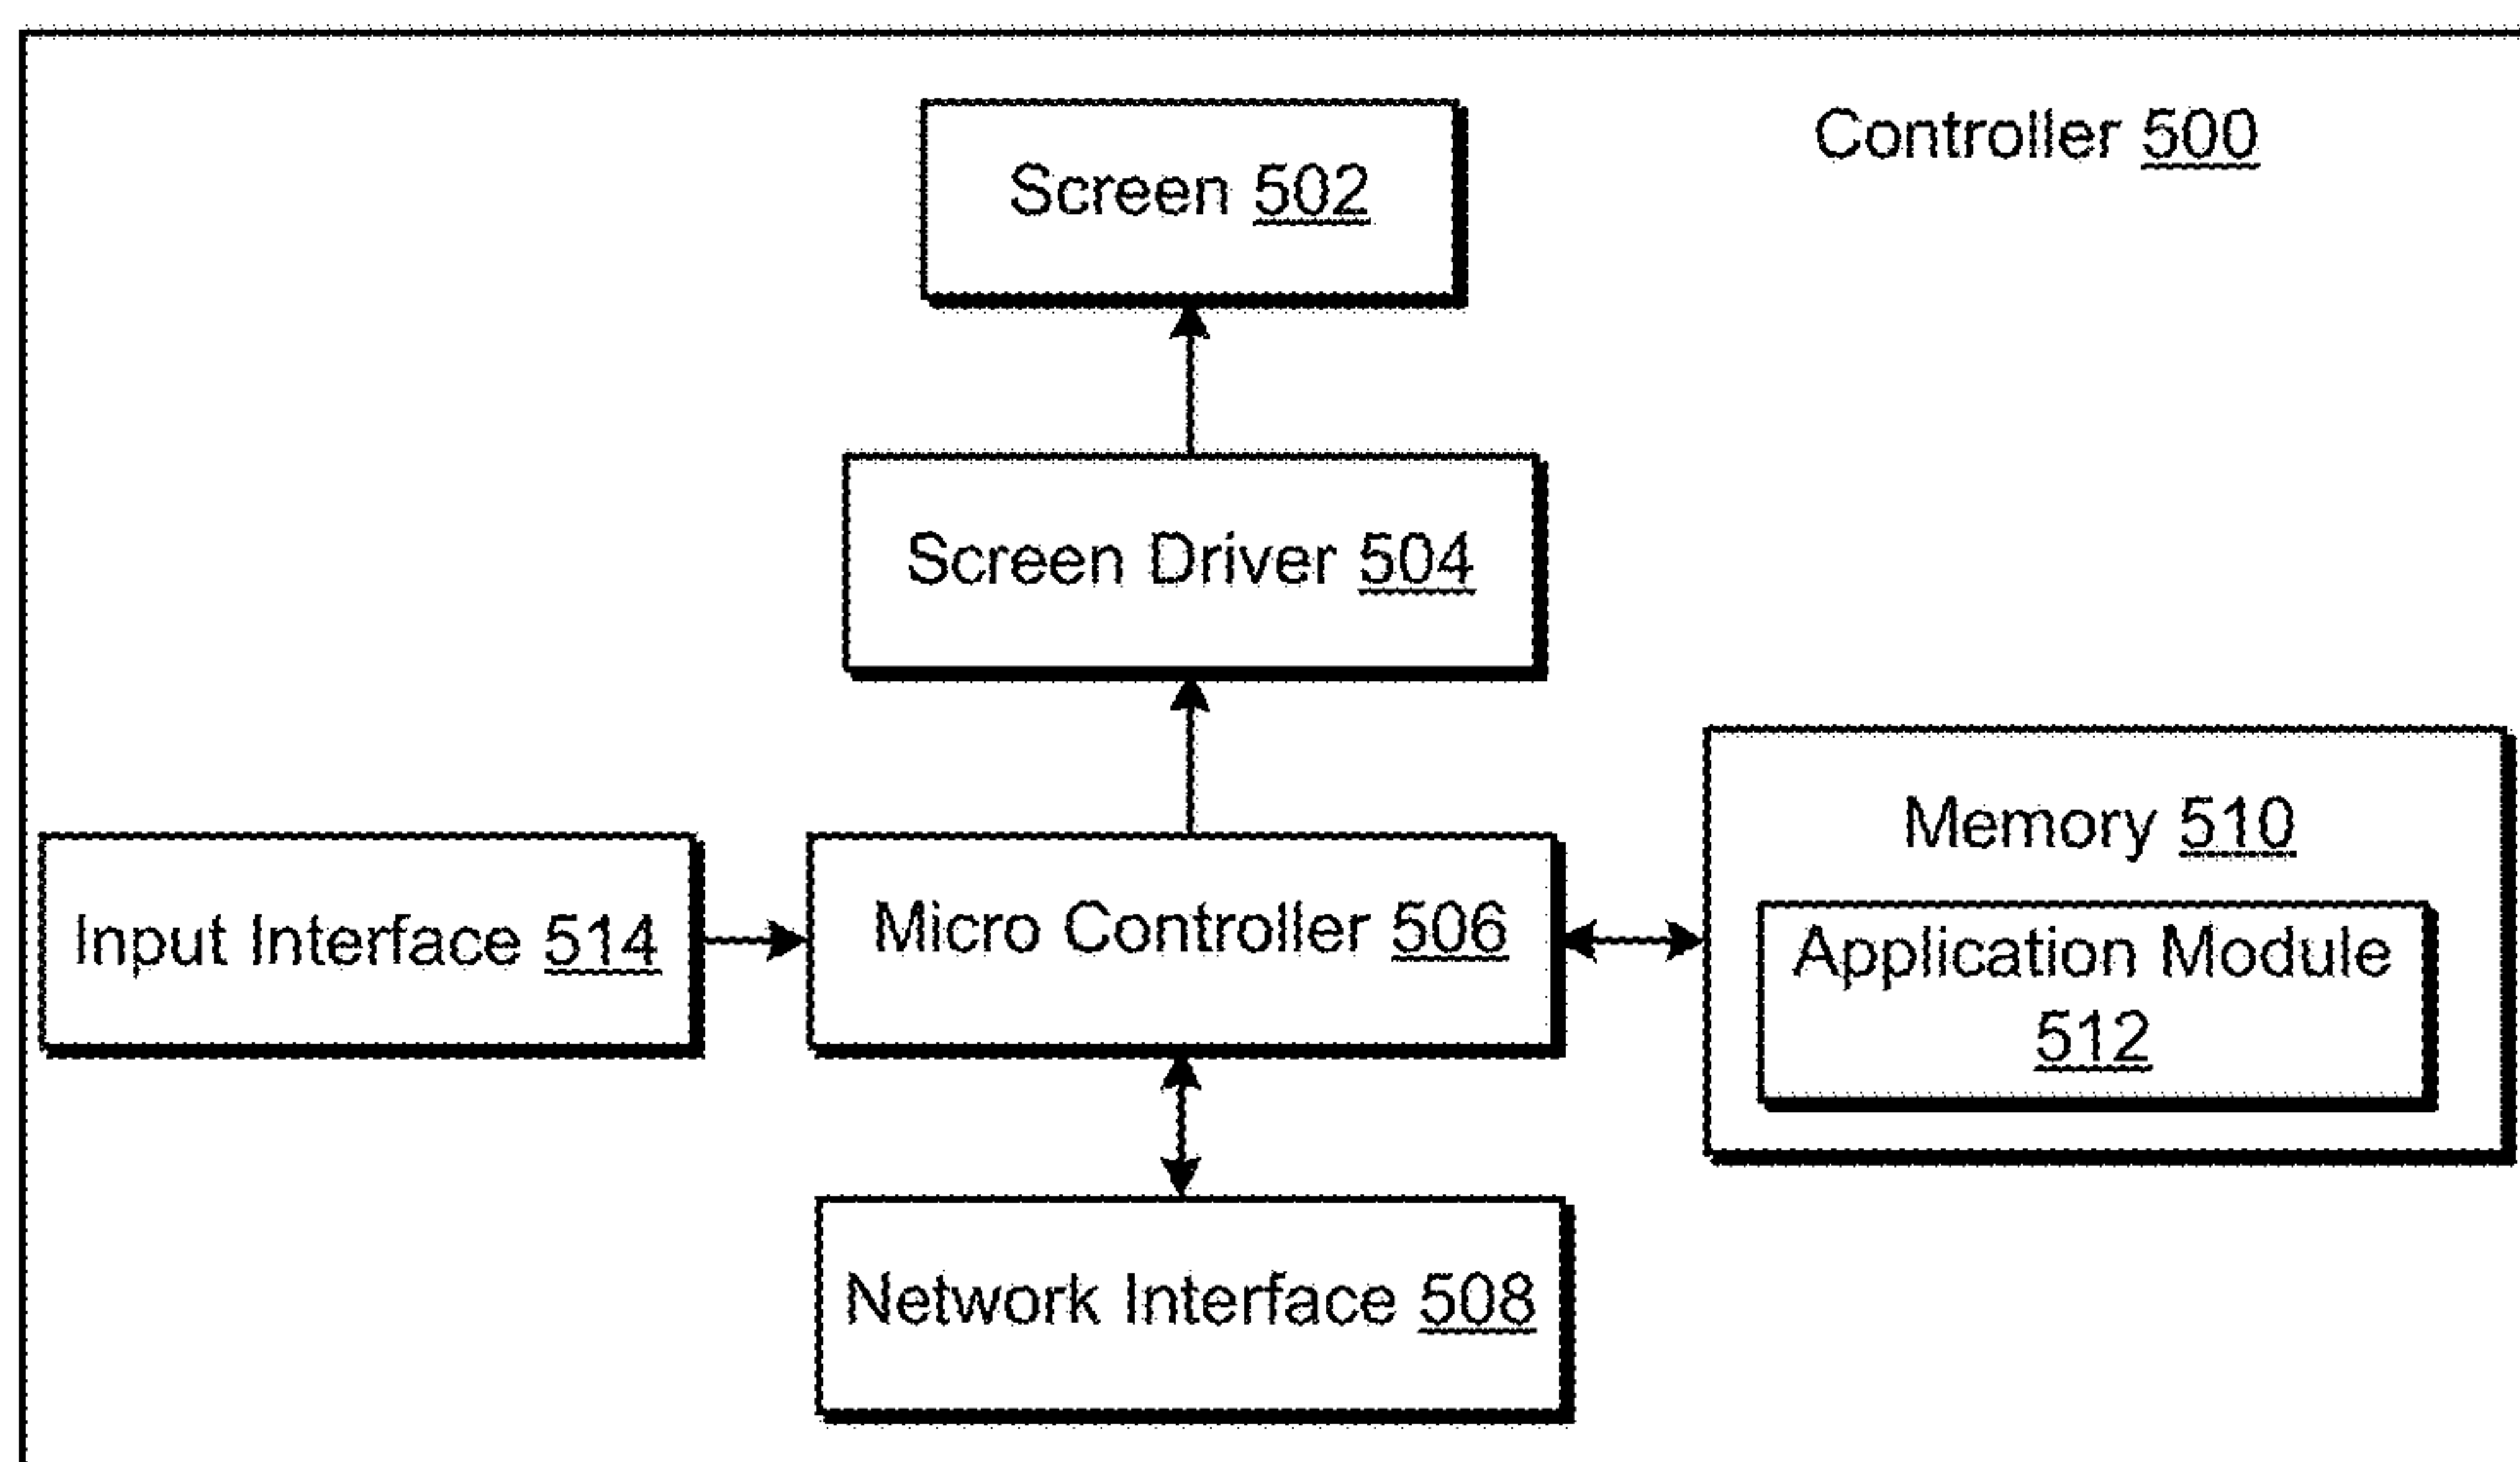 Controller 500
Screen 502
Screen Driver 504
Input Interface 514
Micro Controller 506
Memory 510
Application Module
512
Network Interface 508